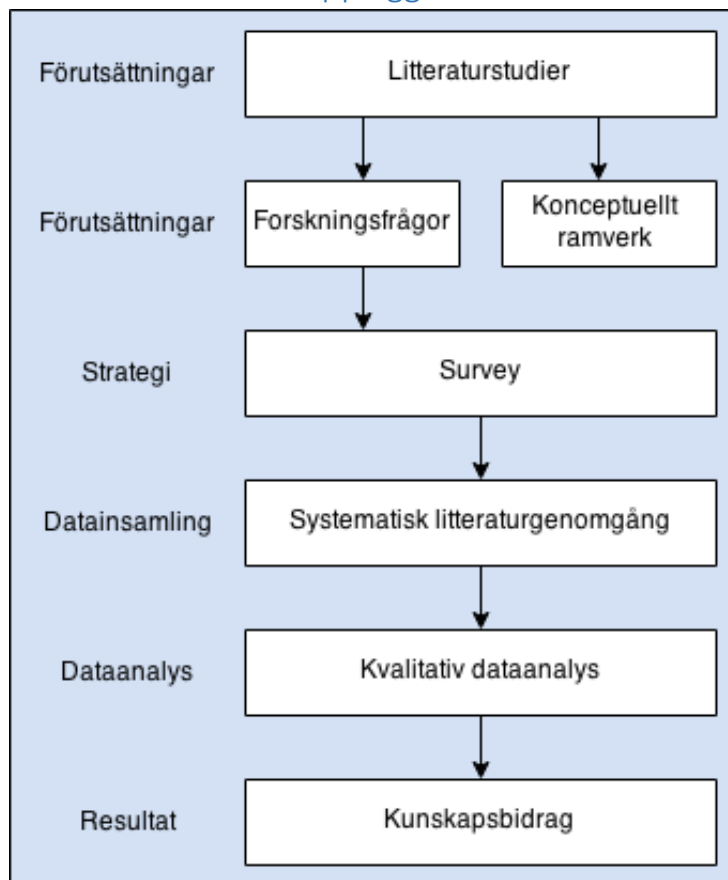 Förutsättningar
Litteraturstudier
Förutsättningar
Forskningsfrågor
Konceptuellt
ramverk
Strategi
Survey
Datainsamling
Systematisk litteraturgenomgång
Dataanalys
Kvalitativ dataanalys
Resultat
Kunskapsbidrag